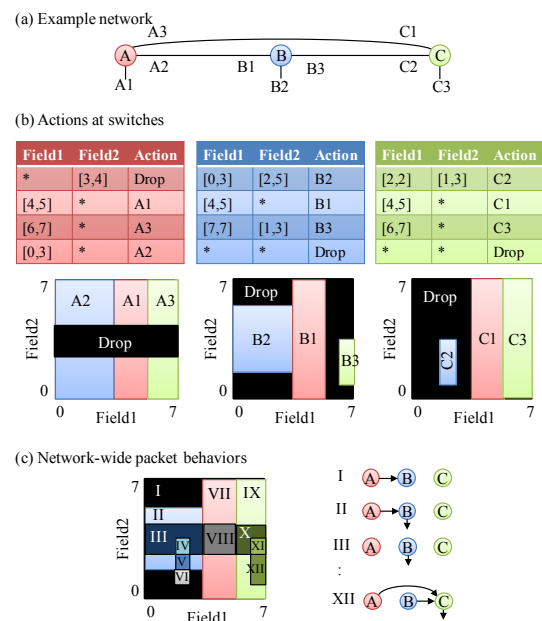 (a) Example network
A3 C1
A B C
A2 B1 B3 C2
A1 B2 C3
(b) Actions at switches
Field1 Field2 Action
* [3,4] Drop
[4,5] * A1
[6,7] * A3
[0,3] * A2
Field1 Field2 Action
[0,3] [2,5] B2
[4,5] * B1
[7,7] [1,3] B3
* * Drop
Field1 Field2 Action
[2,2] [1,3] C2
[4,5] * C1
[6,7] * C3
* * Drop
7
A2 A1 A3
Drop
Field2
0
0 7
Field1
7
Drop
B2 B1 B3
Field2
0
0 7
Field1
7
Drop
C2 C1 C3
Field2
0
0 7
Field1
(c) Network-wide packet behaviors
7
I VII IX
II
III IV VIII X XI
V XII
VI
Field2
0
0 7
Field1
I A B C
II A B C
III A B C
:
XII A B C